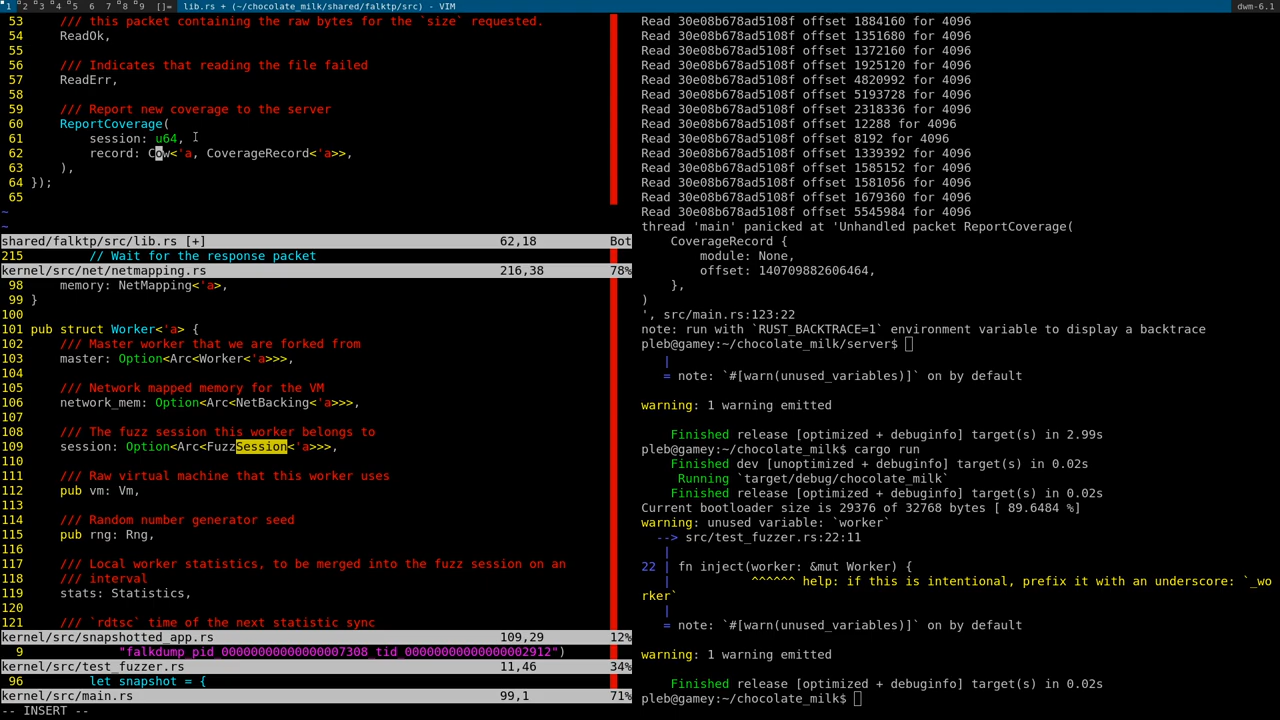 1 2 3 4 5 6 7 8 9 []= lib.rs + (~/chocolate_milk/shared/falktp/src) - VIM dwm-6.1
53 /// this packet containing the raw bytes for the `size` requested.
54 ReadOk,
55
56 /// Indicates that reading the file failed
57 ReadErr,
58
59 /// Report new coverage to the server
60 ReportCoverage(
61 session: u64,
62 record: Cow<'a, CoverageRecord<'a>>,
63 ),
64 });
65
~
~
shared/falktp/src/lib.rs [+] 62,18 Bot
215 // Wait for the response packet
kernel/src/net/netmapping.rs 216,38 78%
98 memory: NetMapping<'a>,
99 }
100
101 pub struct Worker<'a> {
102 /// Master worker that we are forked from
103 master: Option<Arc<Worker<'a>>>,
104
105 /// Network mapped memory for the VM
106 network_mem: Option<Arc<NetBacking<'a>>>,
107
108 /// The fuzz session this worker belongs to
109 session: Option<Arc<FuzzSession<'a>>>,
110
111 /// Raw virtual machine that this worker uses
112 pub vm: Vm,
113
114 /// Random number generator seed
115 pub rng: Rng,
116
117 /// Local worker statistics, to be merged into the fuzz session on an
118 /// interval
119 stats: Statistics,
120
121 /// `rdtsc` time of the next statistic sync
kernel/src/snapshotted_app.rs 109,29 12%
9 "falkdump_pid_00000000000000007308_tid_00000000000000002912")
kernel/src/test_fuzzer.rs 11,46 34%
96 let snapshot = {
kernel/src/main.rs 99,1 71%
-- INSERT --
Read 30e08b678ad5108f offset 1884160 for 4096
Read 30e08b678ad5108f offset 1351680 for 4096
Read 30e08b678ad5108f offset 1372160 for 4096
Read 30e08b678ad5108f offset 1925120 for 4096
Read 30e08b678ad5108f offset 4820992 for 4096
Read 30e08b678ad5108f offset 5193728 for 4096
Read 30e08b678ad5108f offset 2318336 for 4096
Read 30e08b678ad5108f offset 12288 for 4096
Read 30e08b678ad5108f offset 8192 for 4096
Read 30e08b678ad5108f offset 1339392 for 4096
Read 30e08b678ad5108f offset 1585152 for 4096
Read 30e08b678ad5108f offset 1581056 for 4096
Read 30e08b678ad5108f offset 1679360 for 4096
Read 30e08b678ad5108f offset 5545984 for 4096
thread 'main' panicked at 'Unhandled packet ReportCoverage(
CoverageRecord {
module: None,
offset: 140709882606464,
},
)
', src/main.rs:123:22
note: run with `RUST_BACKTRACE=1` environment variable to display a backtrace
pleb@gamey:~/chocolate_milk/server$
|
= note: `#[warn(unused_variables)]` on by default
warning: 1 warning emitted
Finished release [optimized + debuginfo] target(s) in 2.99s
pleb@gamey:~/chocolate_milk$ cargo run
Finished dev [unoptimized + debuginfo] target(s) in 0.02s
Running `target/debug/chocolate_milk`
Finished release [optimized + debuginfo] target(s) in 0.02s
Current bootloader size is 29376 of 32768 bytes [ 89.6484 %]
warning: unused variable: `worker`
--> src/test_fuzzer.rs:22:11
|
22 | fn inject(worker: &mut Worker) {
| ^^^^^^ help: if this is intentional, prefix it with an underscore: `_wo
rker`
|
= note: `#[warn(unused_variables)]` on by default
warning: 1 warning emitted
Finished release [optimized + debuginfo] target(s) in 0.02s
pleb@gamey:~/chocolate_milk$